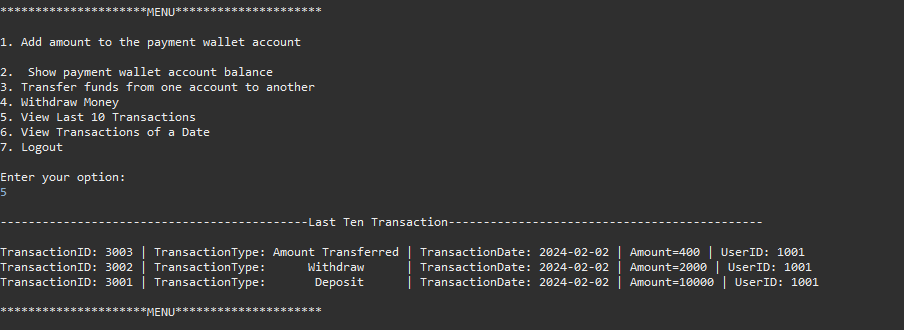 *********************MENU*********************
1. Add amount to the payment wallet account
2.  Show payment wallet account balance
3. Transfer funds from one account to another
4. Withdraw Money
5. View Last 10 Transactions
6. View Transactions of a Date
7. Logout
Enter your option:
5
--------------------------------------------Last Ten Transaction---------------------------------------------
TransactionID: 3003 | TransactionType: Amount Transferred | TransactionDate: 2024-02-02 | Amount=400 | UserID: 1001
TransactionID: 3002 | TransactionType:      Withdraw      | TransactionDate: 2024-02-02 | Amount=2000 | UserID: 1001
TransactionID: 3001 | TransactionType:       Deposit      | TransactionDate: 2024-02-02 | Amount=10000 | UserID: 1001
*********************MENU*********************